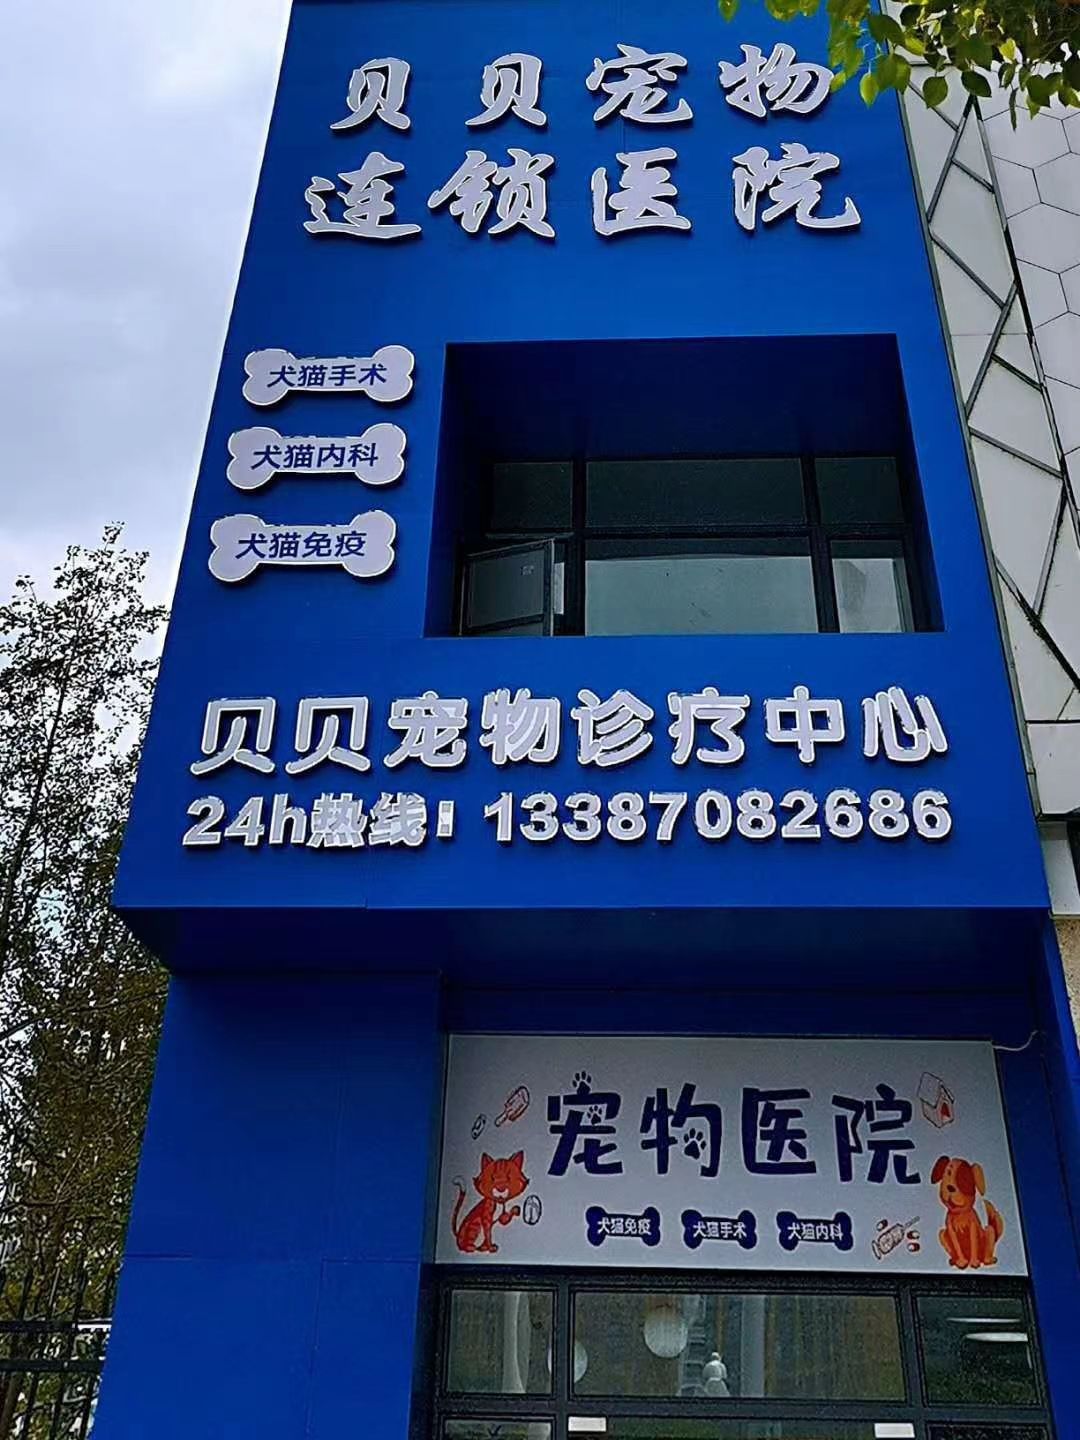 贝贝宠物
连锁医院
犬猫手术
犬猫内科
犬猫免疫
贝贝宠物诊疗中心
24h热线：13387082686
宠物医院
犬猫免疫 犬猫手术 犬猫内科